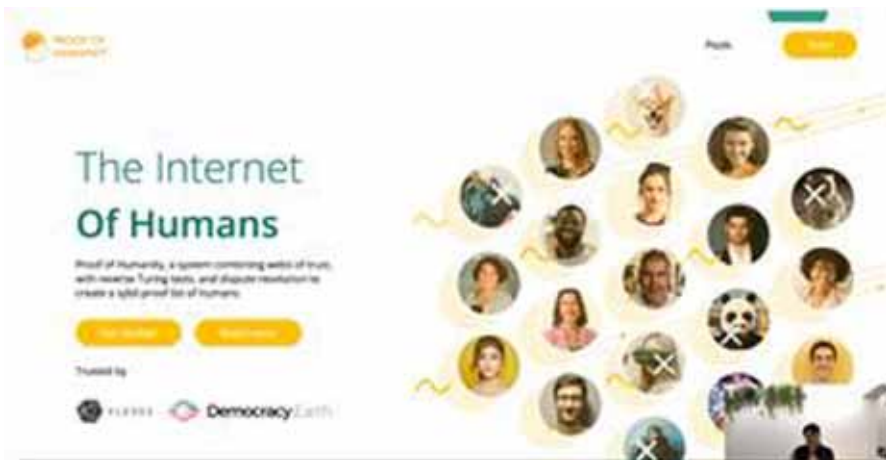 PROOF OF
HUMANITY
The Internet
Of Humans
Proof of Humanity, a system combining webs of trust,
with reverse Turing tests, and dispute resolution to
create a sybil-proof list of humans.
Trusted by
KLEROS
Democracy Earth